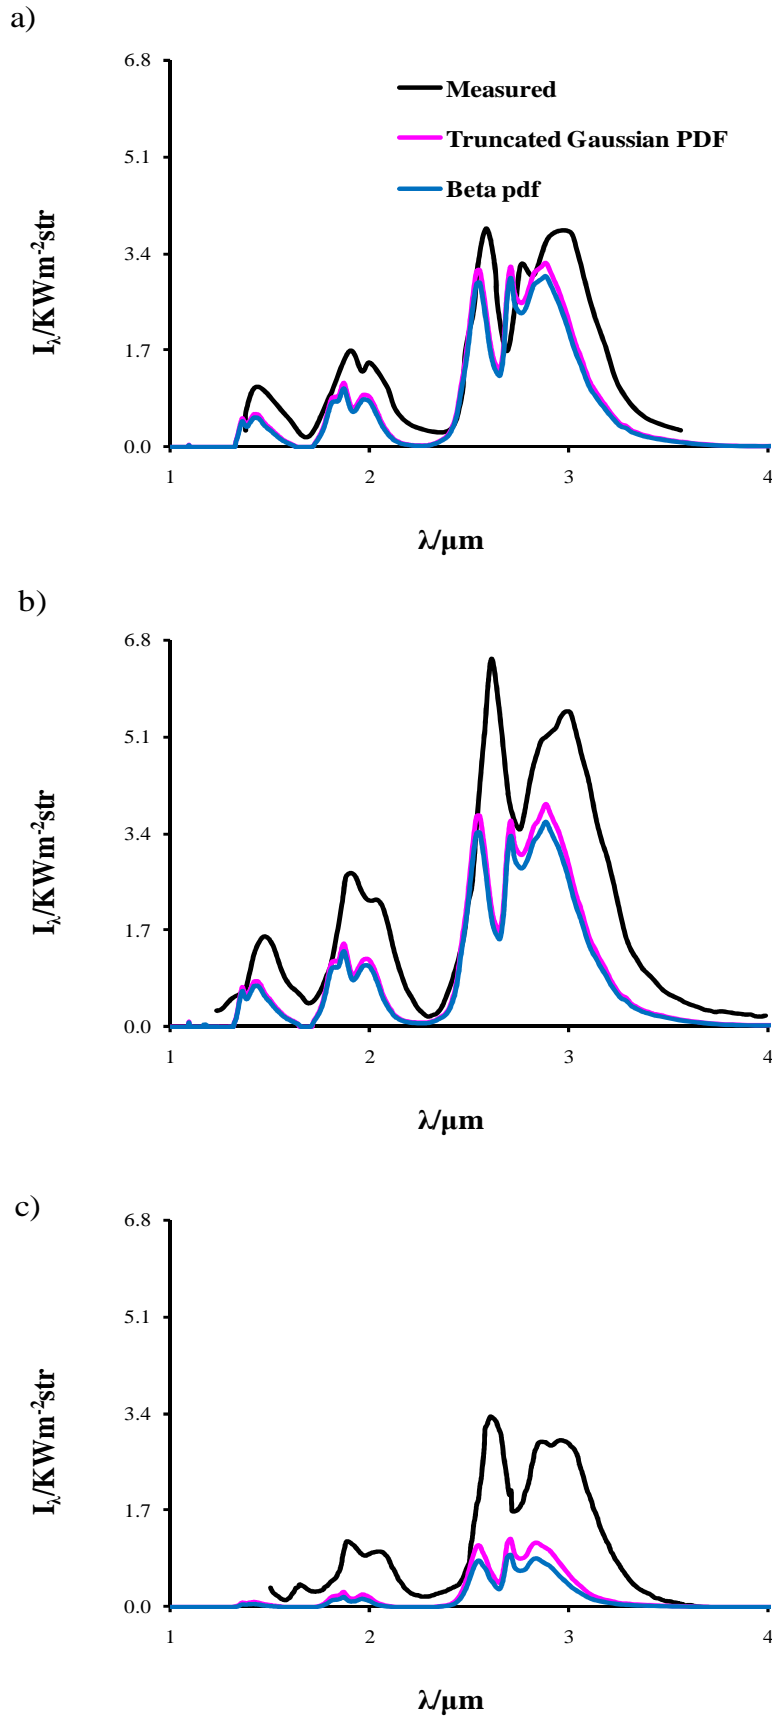 a)
6.8
Measured
5.1
Truncated Gaussian PDF
Beta pdf
3.4
I_λ/KWm⁻²str
1.7
0.0
1 2 3 4
λ/µm
b)
6.8
5.1
3.4
I_λ/KWm⁻²str
1.7
0.0
1 2 3 4
λ/µm
c)
6.8
5.1
3.4
I_λ/KWm⁻²str
1.7
0.0
1 2 3 4
λ/µm